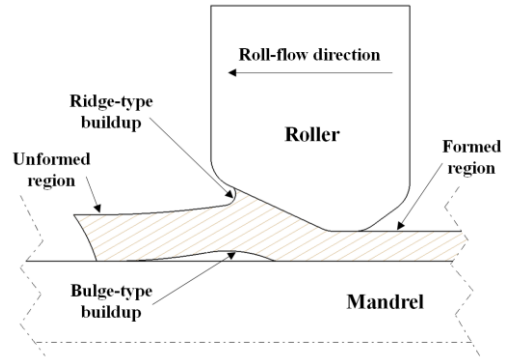 Roll-flow direction
Ridge-type
buildup
Roller
Formed
region
Unformed
region
Bulge-type
buildup
Mandrel